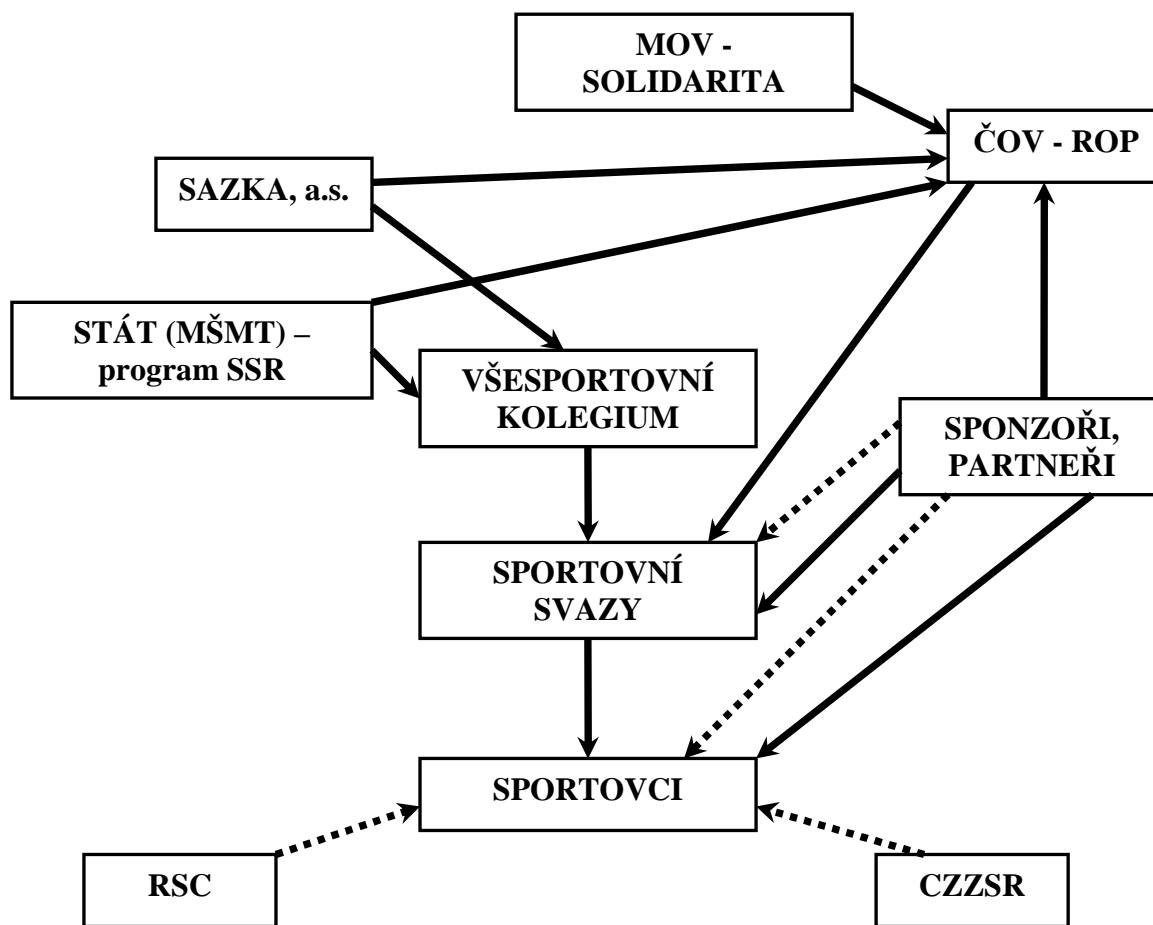 MOV -
SOLIDARITA
ČOV - ROP
SAZKA, a.s.
STÁT (MŠMT) –
program SSR
VŠESPORTOVNÍ
KOLEGIUM
SPONZOŘI,
PARTNEŘI
SPORTOVNÍ
SVAZY
SPORTOVCI
RSC
CZZSR